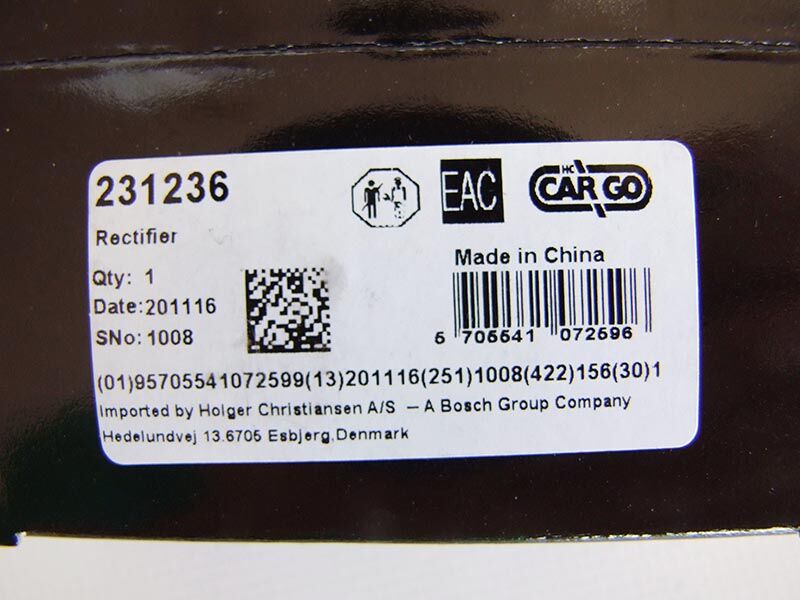 231236
EAC
HC
CARGO
Rectifier
Made in China
Qty: 1
Date:201116
SNo: 1008
5 705541 072596
(01)95705541072599(13)201116(251)1008(422)156(30)1
Imported by Holger Christiansen A/S – A Bosch Group Company
Hedelundvej 13.6705 Esbjerg,Denmark